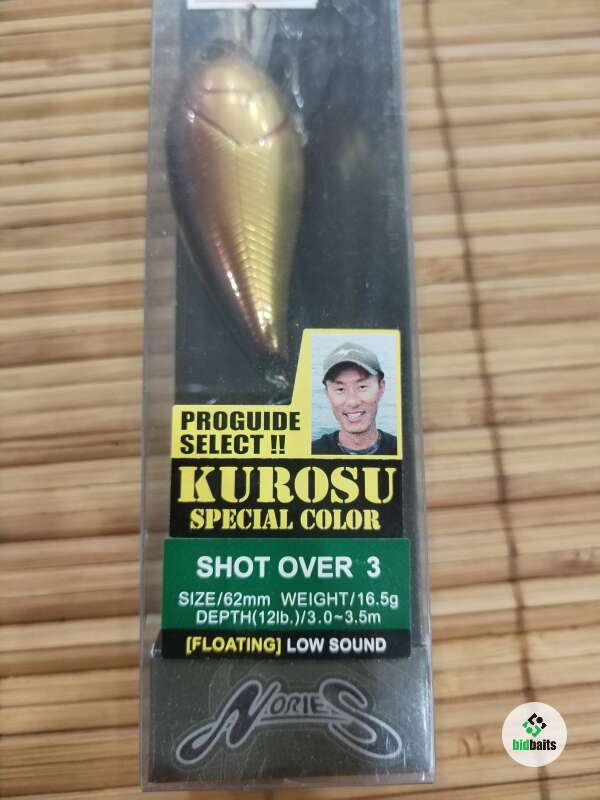 PROGUIDE
SELECT !!
KUROSU
SPECIAL COLOR
SHOT OVER 3
SIZE/62mm WEIGHT/16.5g
DEPTH(12lb.)/3.0~3.5m
[FLOATING] LOW SOUND
NORIES
bidbaits